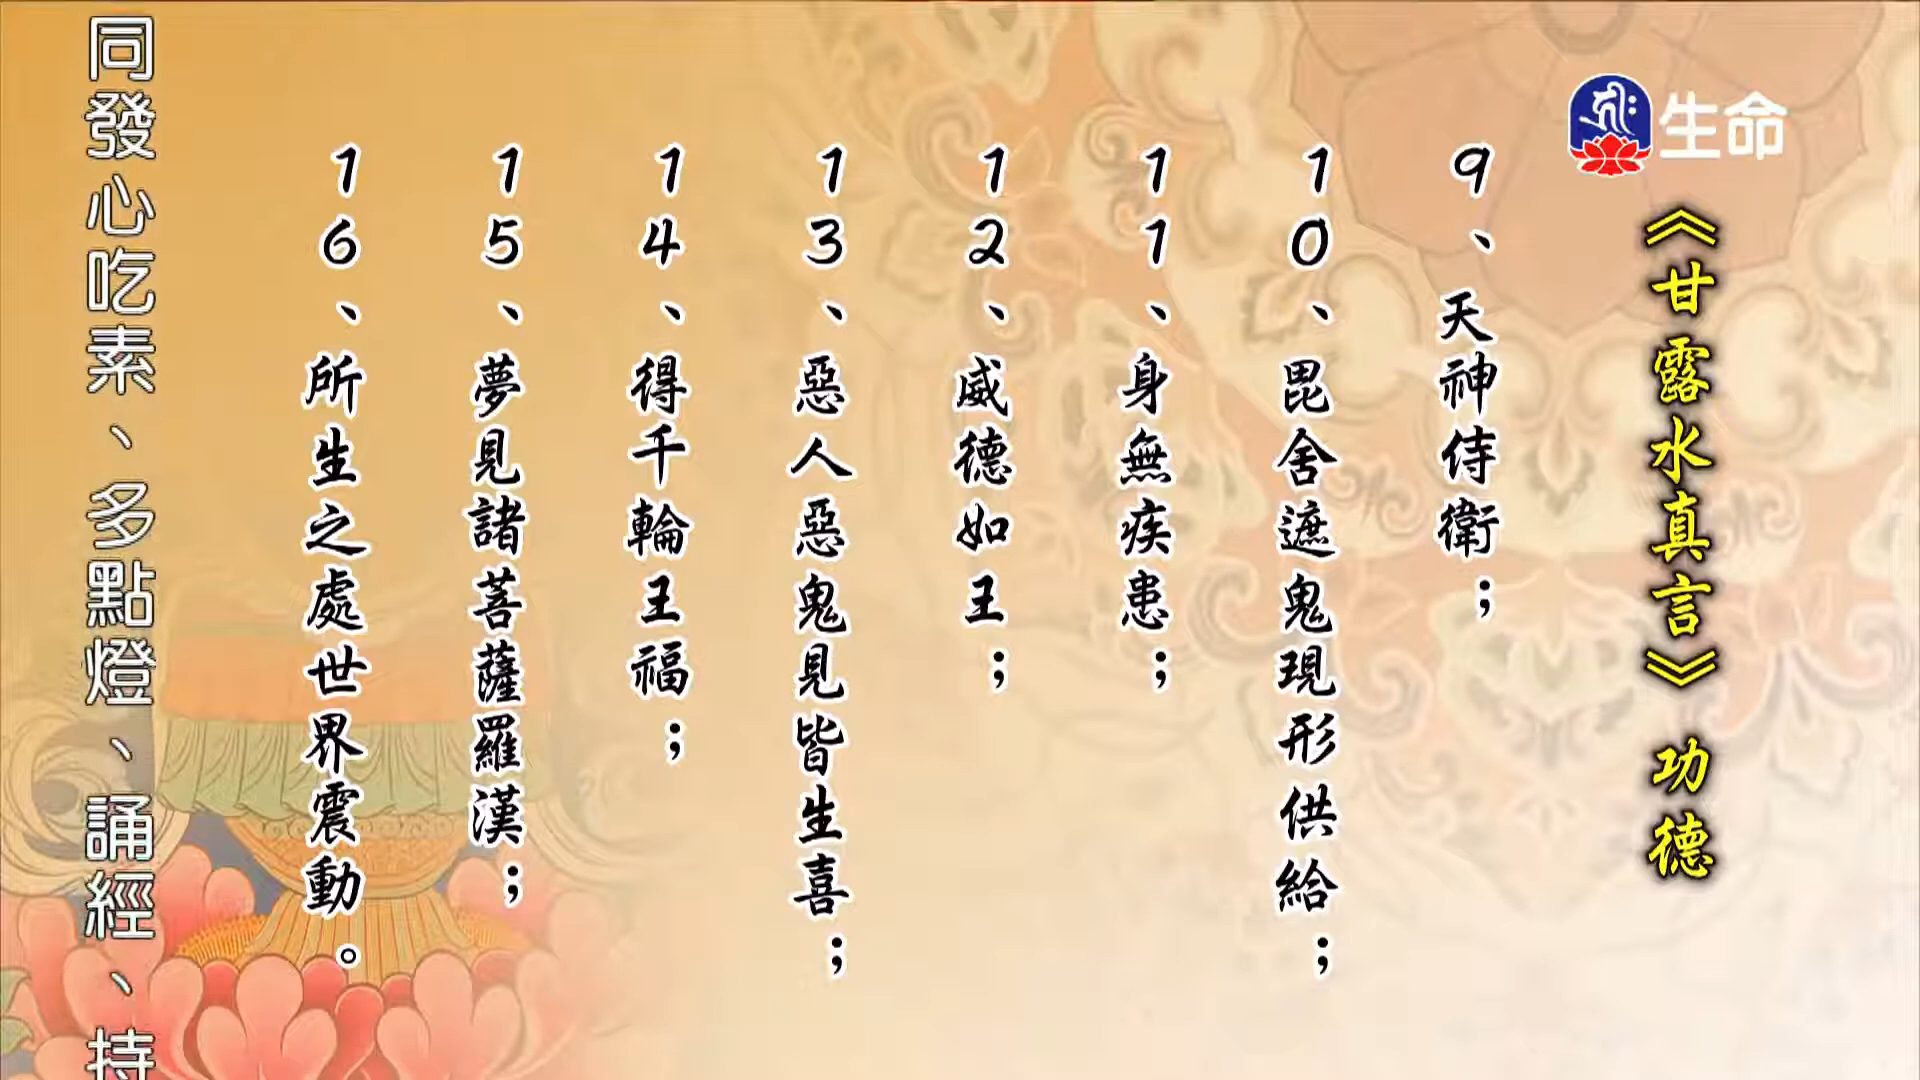 生命
《甘露水真言》功德
9、天神侍衛；
10、毘舍遮鬼現形供給；
11、身無疾患；
12、威德如王；
13、惡人惡鬼見皆生喜；
14、得千輪王福；
15、夢見諸菩薩羅漢；
16、所生之處世界震動。
同發心吃素、多點燈、誦經、持